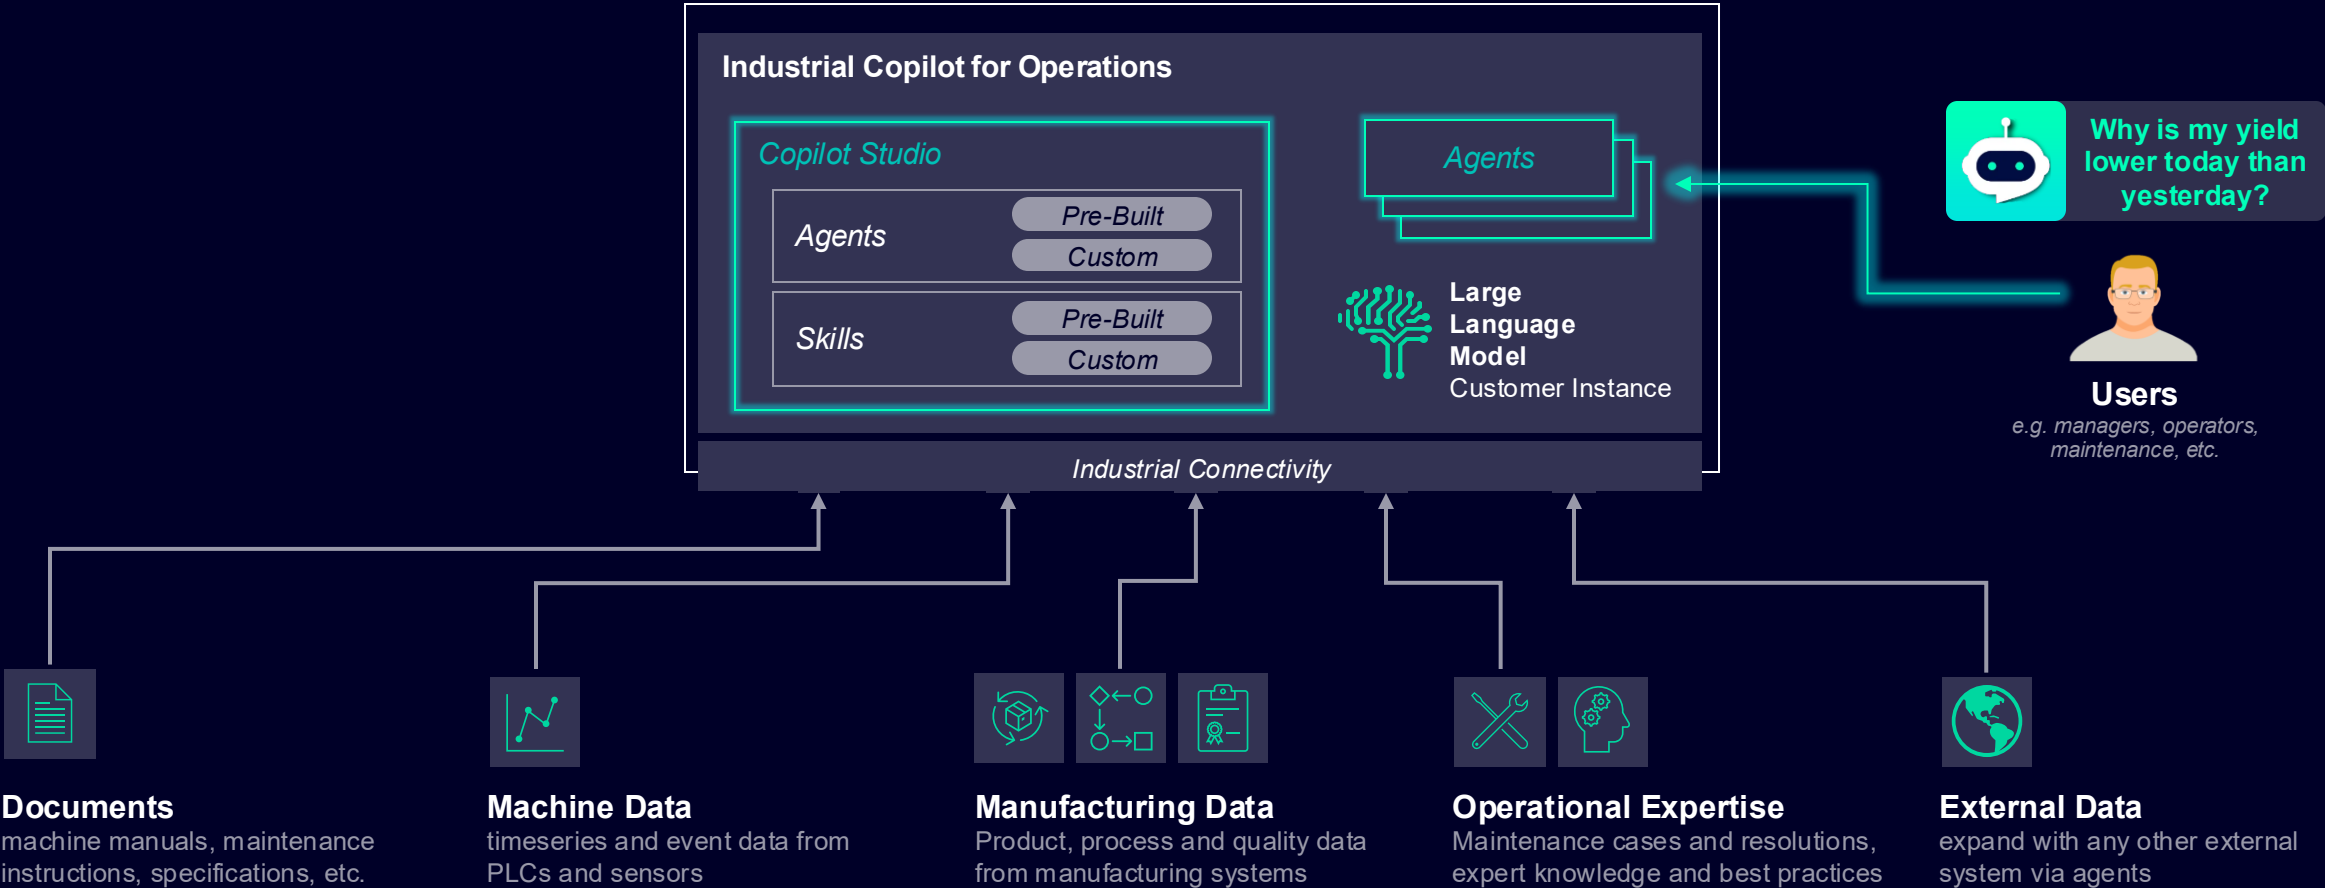 Industrial Copilot for Operations
Copilot Studio
Agents
Pre-Built
Custom
Skills
Pre-Built
Custom
Agents
Large
Language
Model
Customer Instance
Industrial Connectivity
Why is my yield
lower today than
yesterday?
Users
e.g. managers, operators,
maintenance, etc.
Documents
machine manuals, maintenance
instructions, specifications, etc.
Machine Data
timeseries and event data from
PLCs and sensors
Manufacturing Data
Product, process and quality data
from manufacturing systems
Operational Expertise
Maintenance cases and resolutions,
expert knowledge and best practices
External Data
expand with any other external
system via agents